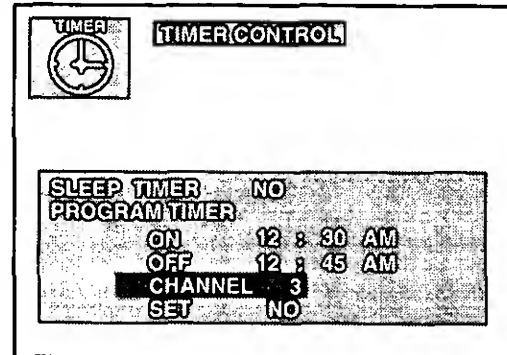 TIMER
TIMER CONTROL
SLEEP TIMER NO
PROGRAM TIMER
ON 12 : 30 AM
OFF 12 : 45 AM
CHANNEL 3
SET NO